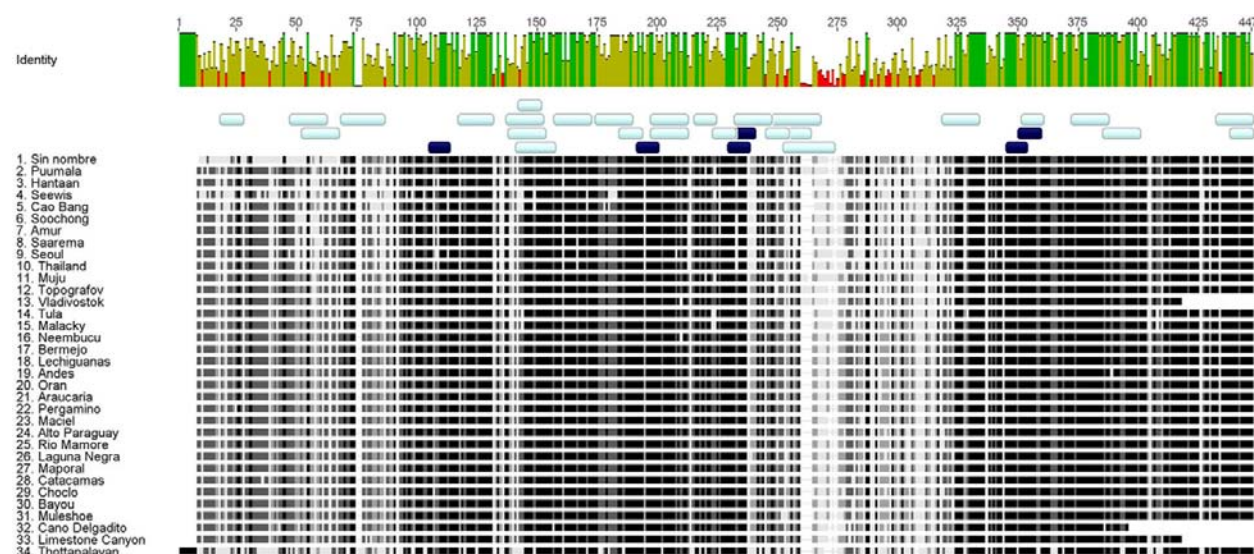 1 25 50 75 100 125 150 175 200 225 250 275 300 325 350 375 400 425 447
Identity
1. Sin nombre
2. Puumala
3. Hantaan
4. Seewis
5. Cao Bang
6. Soochong
7. Amur
8. Saarema
9. Seoul
10. Thailand
11. Muju
12. Topografov
13. Vladivostok
14. Tula
15. Malacky
16. Neembucu
17. Bermejo
18. Lechiguanas
19. Andes
20. Oran
21. Araucaria
22. Pergamino
23. Maciel
24. Alto Paraguay
25. Rio Mamore
26. Laguna Negra
27. Maporal
28. Catacamas
29. Choclo
30. Bayou
31. Muleshoe
32. Cano Delgadito
33. Limestone Canyon
34. Thottapalayan